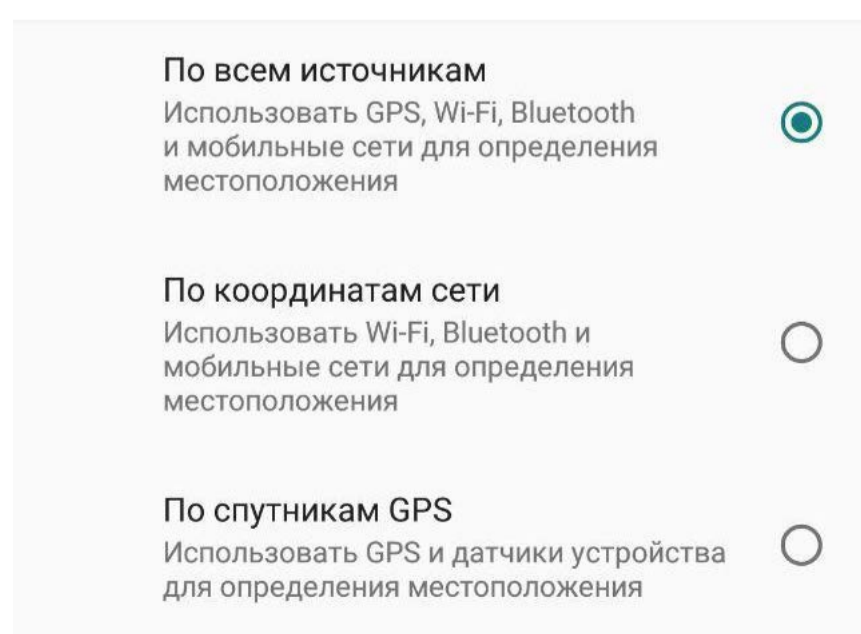 По всем источникам
Использовать GPS, Wi-Fi, Bluetooth
и мобильные сети для определения
местоположения
По координатам сети
Использовать Wi-Fi, Bluetooth и
мобильные сети для определения
местоположения
По спутникам GPS
Использовать GPS и датчики устройства
для определения местоположения